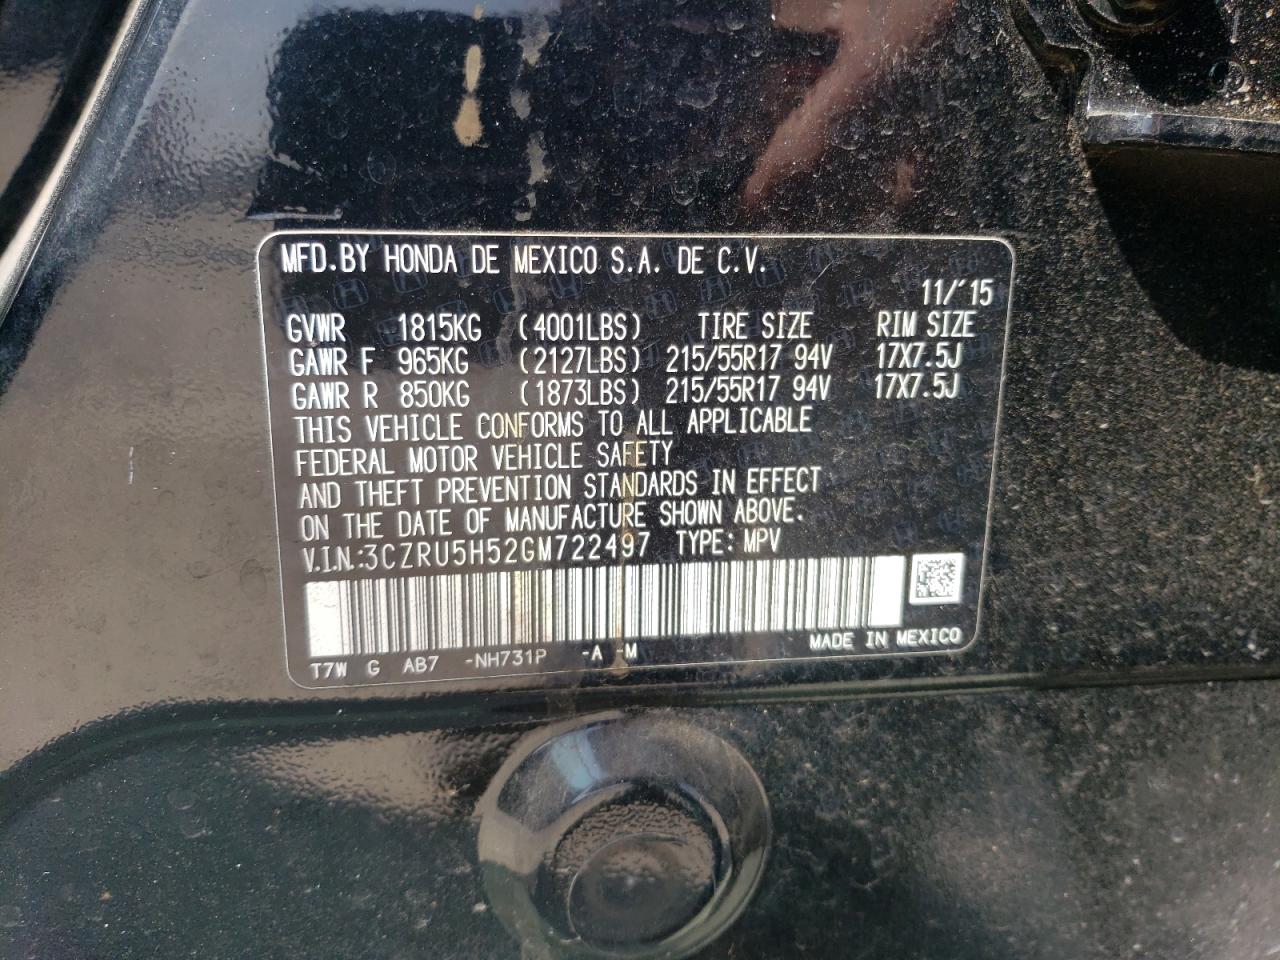 MFD.BY HONDA DE MEXICO S.A. DE C.V.
11/'15
GVWR 1815KG (4001LBS) TIRE SIZE RIM SIZE
GAWR F 965KG (2127LBS) 215/55R17 94V 17X7.5J
GAWR R 850KG (1873LBS) 215/55R17 94V 17X7.5J
THIS VEHICLE CONFORMS TO ALL APPLICABLE
FEDERAL MOTOR VEHICLE SAFETY
AND THEFT PREVENTION STANDARDS IN EFFECT
ON THE DATE OF MANUFACTURE SHOWN ABOVE.
V.I.N.:3CZRU5H52GM722497 TYPE: MPV
MADE IN MEXICO
T7W G AB7 -NH731P -A -M